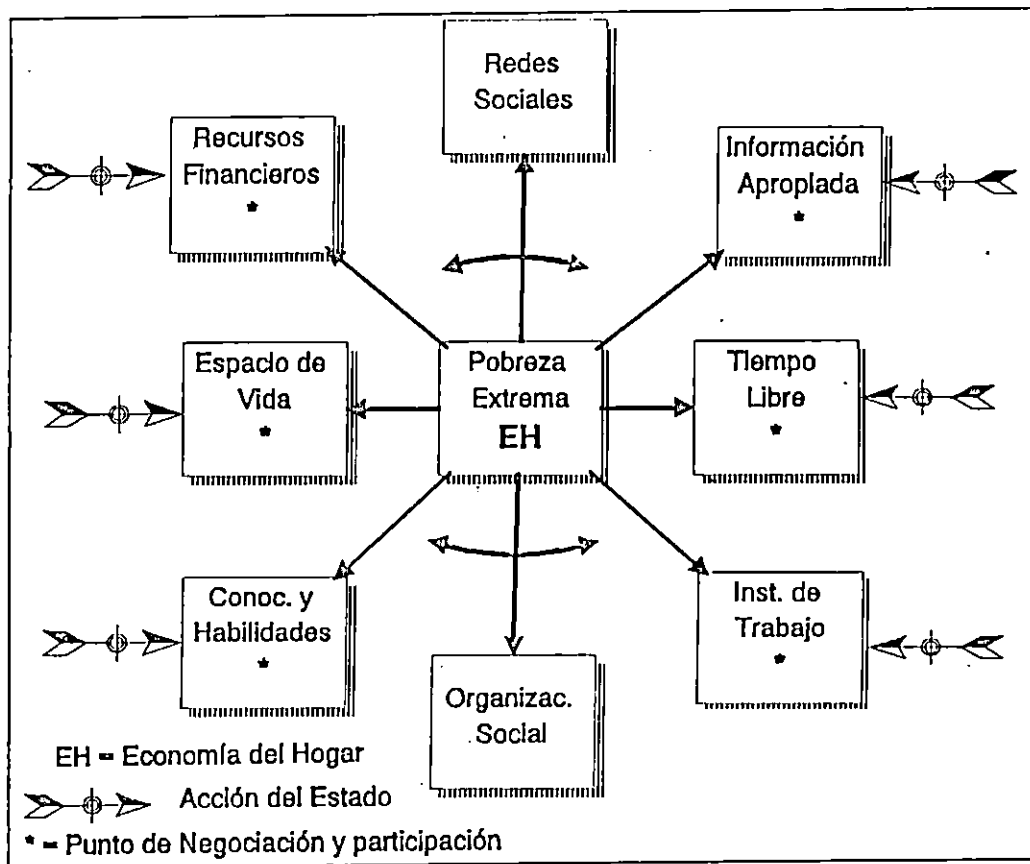 Redes
Sociales
Recursos
Financieros
*
Información
Apropiada
*
Espacio de
Vida
*
Pobreza
Extrema
EH
Tiempo
Libre
*
Conoc. y
Habilidades
*
Organizac.
Social
Inst. de
Trabajo
*
EH = Economía del Hogar
Acción del Estado
* = Punto de Negociación y participación